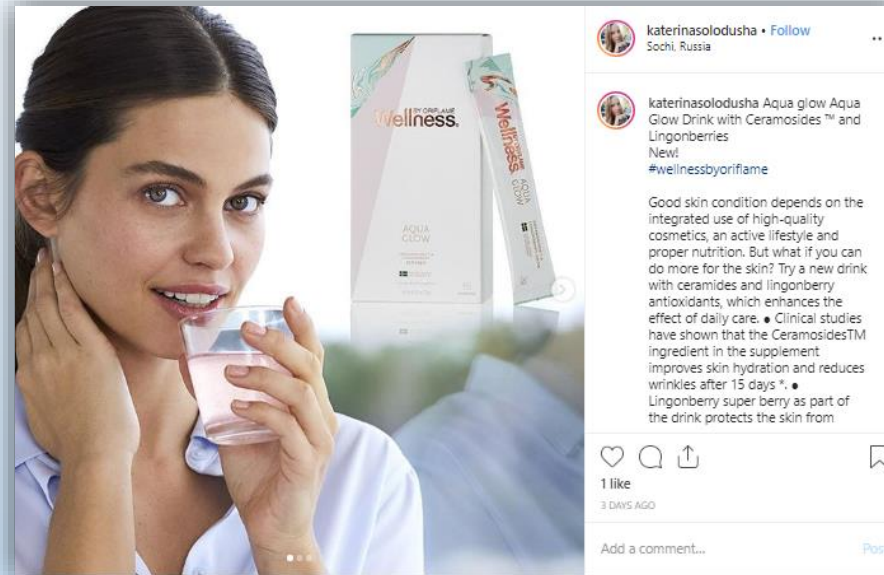 BY ORIFLAME
Wellness.
AQUA
GLOW
BY ORIFLAME
Wellness
AQUA
GLOW
katerinasolodusha • Follow
Sochi, Russia
katerinasolodusha Aqua glow Aqua
Glow Drink with Ceramosides ™ and
Lingonberries
New!
#wellnessbyoriflame
Good skin condition depends on the
integrated use of high-quality
cosmetics, an active lifestyle and
proper nutrition. But what if you can
do more for the skin? Try a new drink
with ceramides and lingonberry
antioxidants, which enhances the
effect of daily care. ● Clinical studies
have shown that the CeramosidesTM
ingredient in the supplement
improves skin hydration and reduces
wrinkles after 15 days *. ●
Lingonberry super berry as part of
the drink protects the skin from
1 like
3 DAYS AGO
Add a comment...
Pos